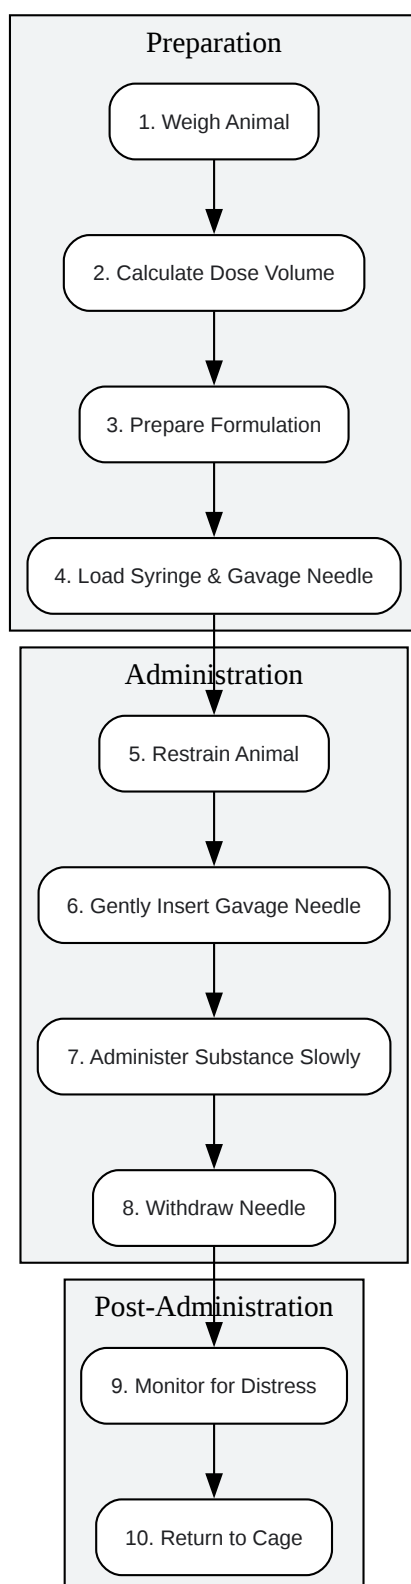 Preparation
1. Weigh Animal
2. Calculate Dose Volume
3. Prepare Formulation
4. Load Syringe & Gavage Needle
Administration
5. Restrain Animal
6. Gently Insert Gavage Needle
7. Administer Substance Slowly
8. Withdraw Needle
Post-Administration
9. Monitor for Distress
10. Return to Cage